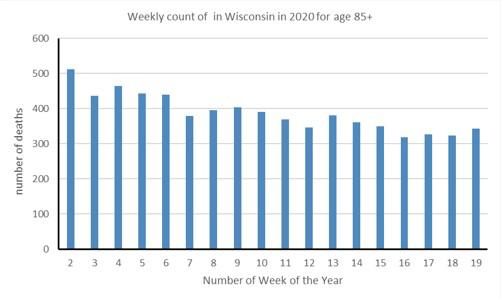 Weekly count of  in Wisconsin in 2020 for age 85+
600
500
400
300
200
100
0
number of deaths
2 3 4 5 6 7 8 9 10 11 12 13 14 15 16 17 18 19
Number of Week of the Year